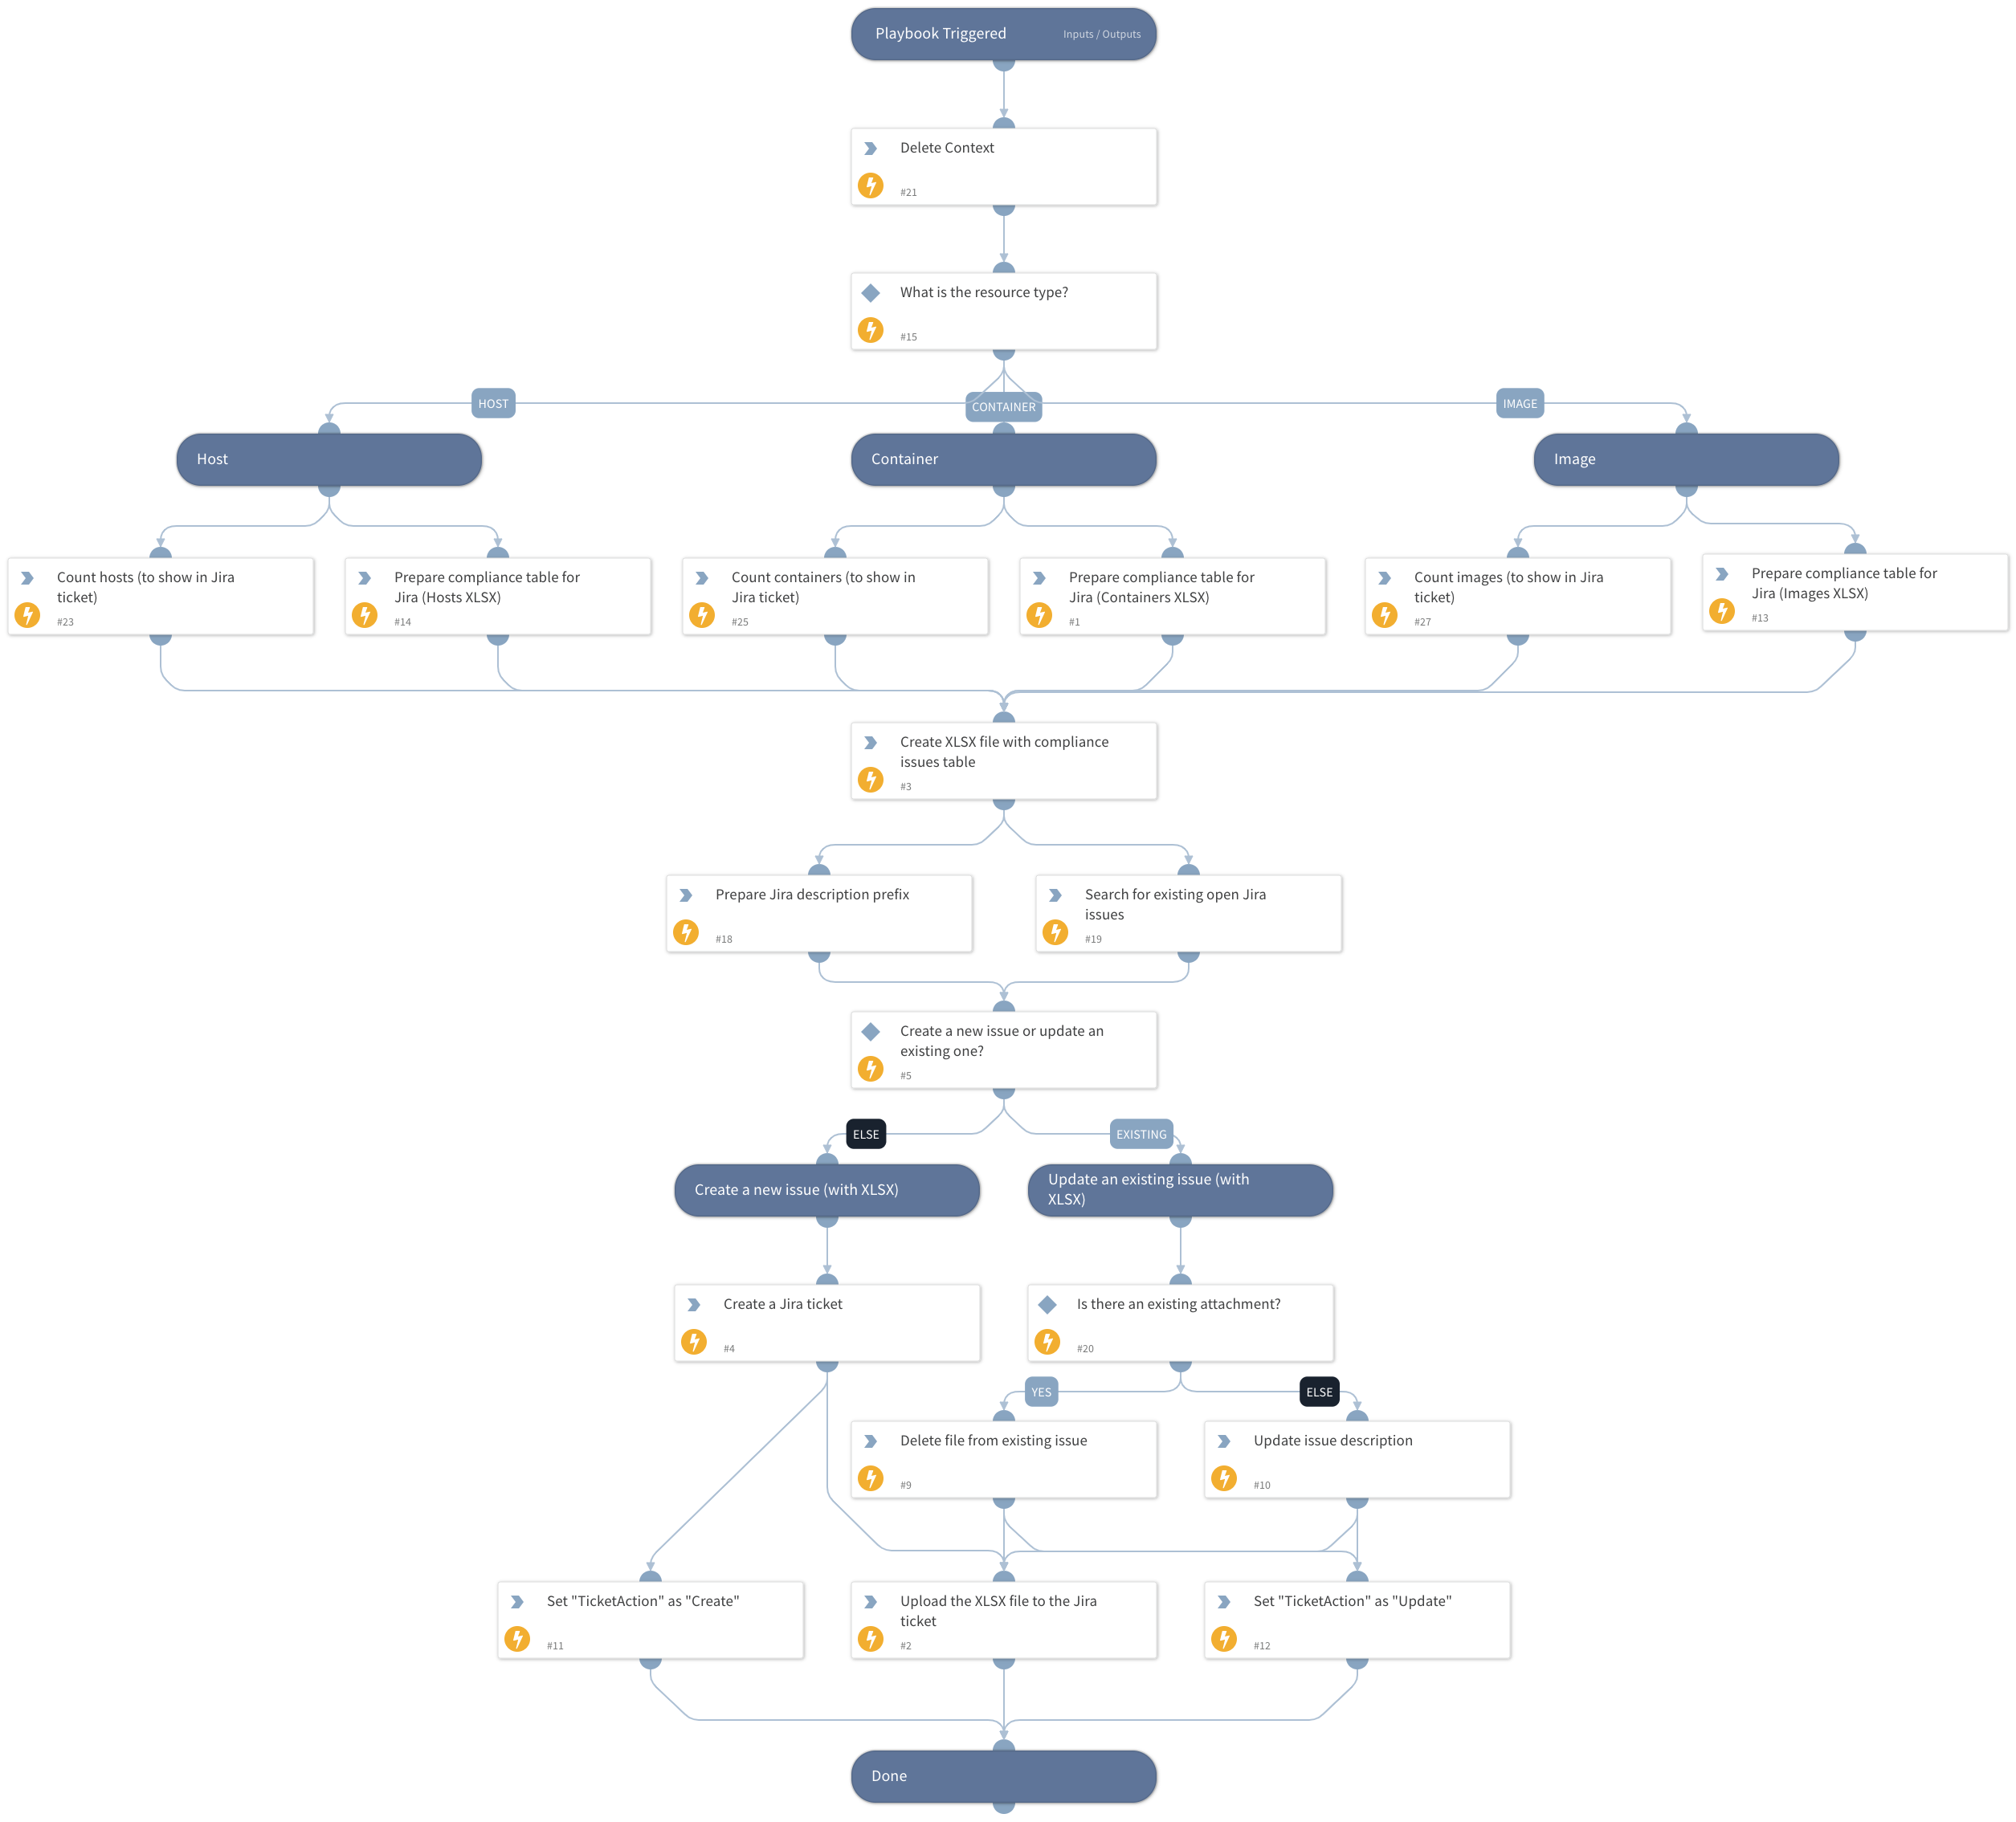 Playbook Triggered
Inputs / Outputs
Delete Context
#21
What is the resource type?
#15
HOST
CONTAINER
IMAGE
Host
Container
Image
Count hosts (to show in Jira
ticket)
#23
Prepare compliance table for
Jira (Hosts XLSX)
#14
Count containers (to show in
Jira ticket)
#25
Prepare compliance table for
Jira (Containers XLSX)
#1
Count images (to show in Jira
ticket)
#27
Prepare compliance table for
Jira (Images XLSX)
#13
Create XLSX file with compliance
issues table
#3
Prepare Jira description prefix
#18
Search for existing open Jira
issues
#19
Create a new issue or update an
existing one?
#5
ELSE
EXISTING
Create a new issue (with XLSX)
Update an existing issue (with
XLSX)
Create a Jira ticket
#4
Is there an existing attachment?
#20
YES
ELSE
Delete file from existing issue
#9
Update issue description
#10
Set "TicketAction" as "Create"
#11
Upload the XLSX file to the Jira
ticket
#2
Set "TicketAction" as "Update"
#12
Done